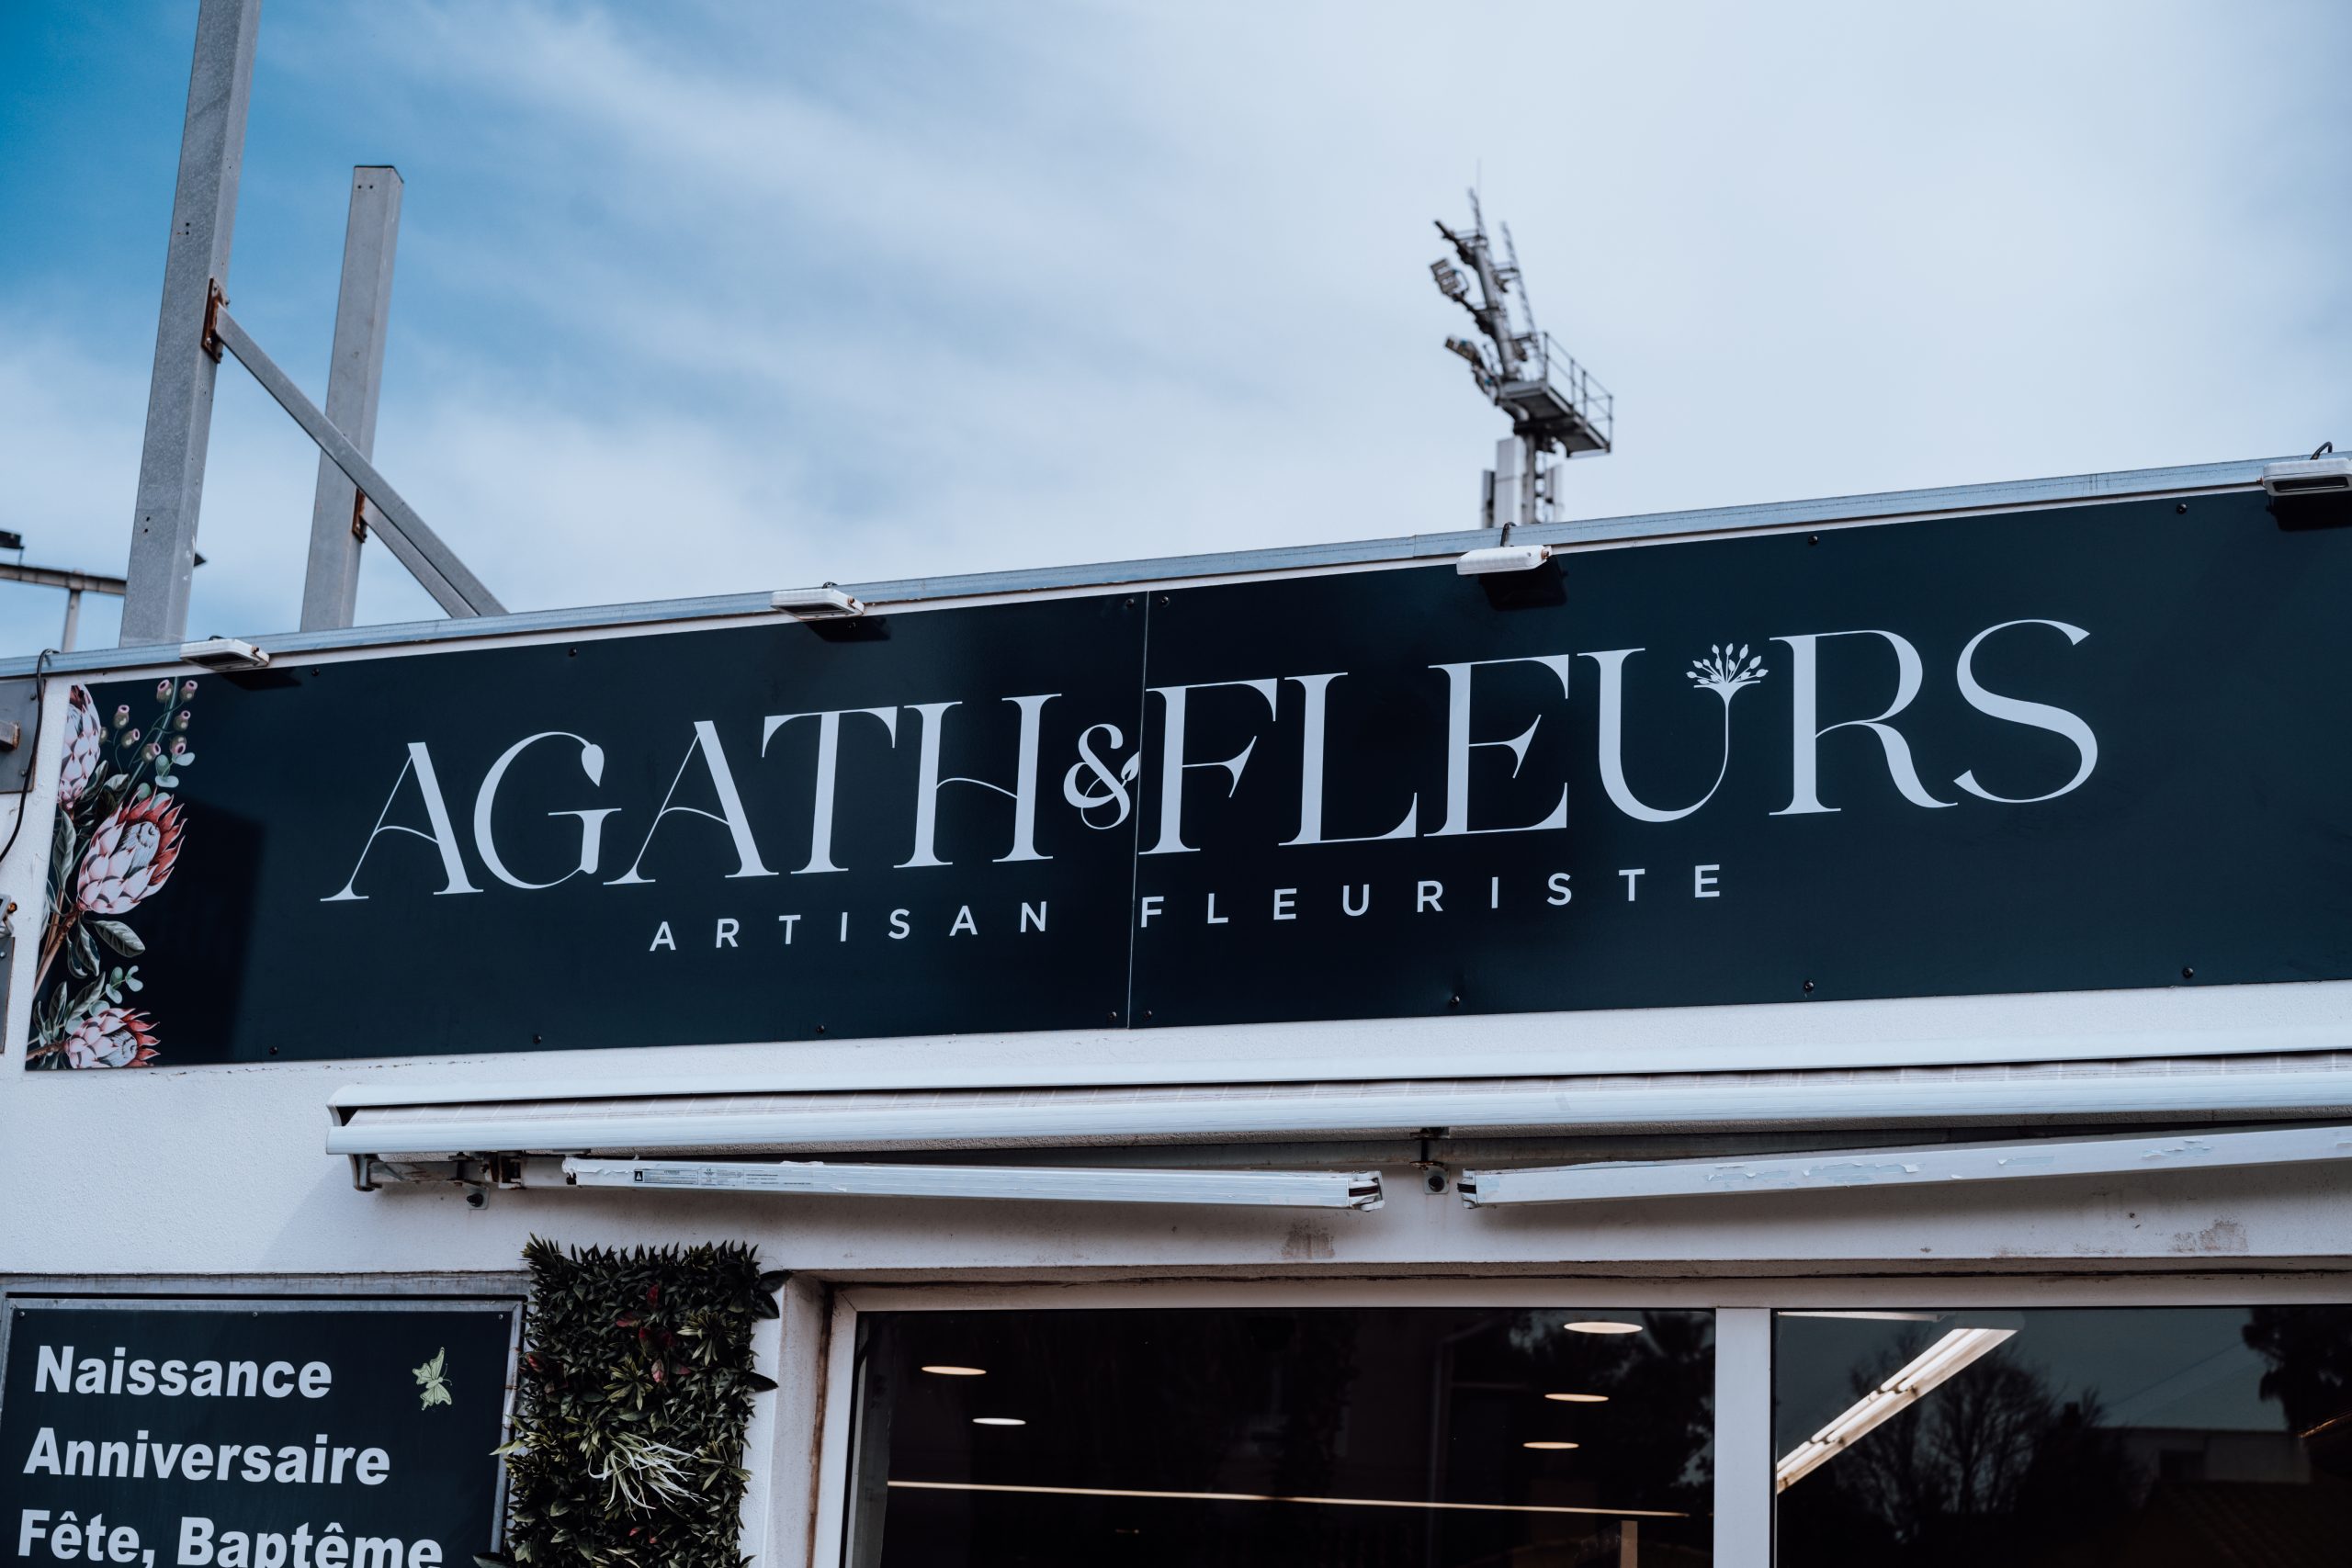 AGATH&FLEURS
ARTISAN FLEURISTE
Naissance
Anniversaire
Fête, Baptême